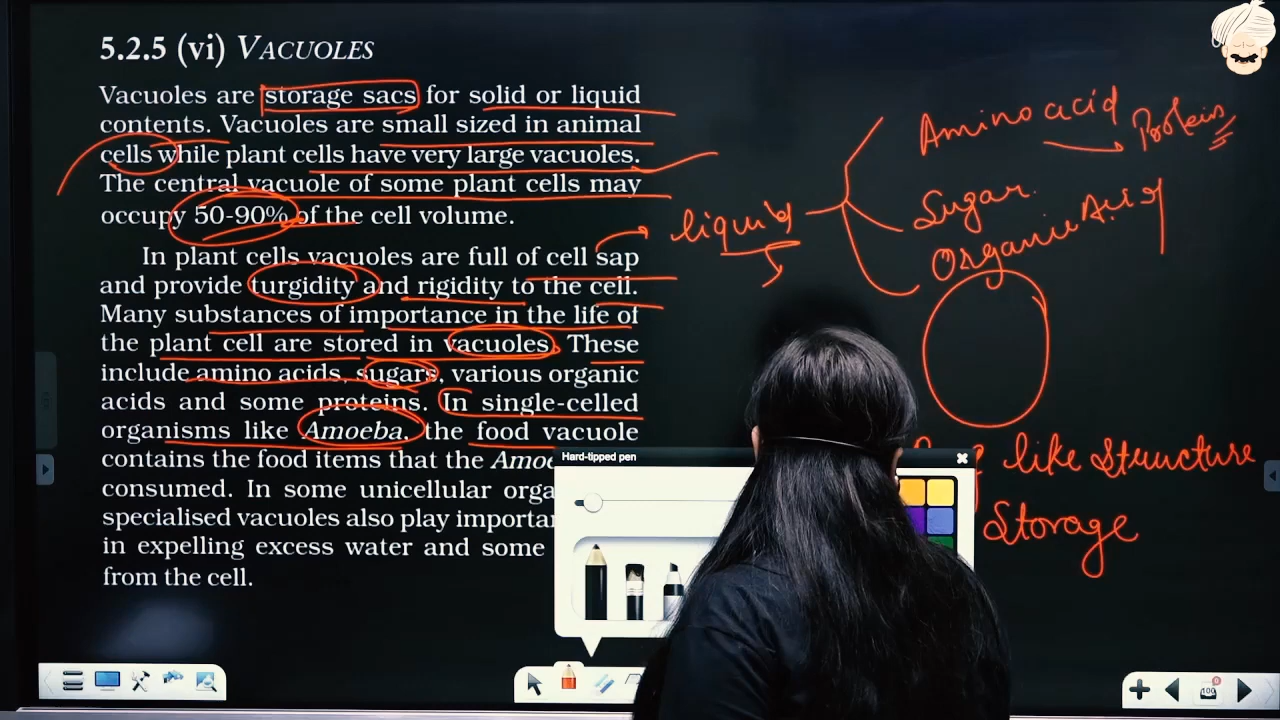 5.2.5 (vi) VACUOLES
Vacuoles are storage sacs for solid or liquid
contents. Vacuoles are small sized in animal
cells while plant cells have very large vacuoles.
The central vacuole of some plant cells may
occupy 50-90% of the cell volume.
In plant cells vacuoles are full of cell sap
and provide turgidity and rigidity to the cell.
Many substances of importance in the life of
the plant cell are stored in vacuoles. These
include amino acids, sugars, various organic
acids and some proteins. In single-celled
organisms like Amoeba, the food vacuole
contains the food items that the Amoe
consumed. In some unicellular orga
specialised vacuoles also play importan
in expelling excess water and some
from the cell.
Amino acid
Protein
liquid
Sugar
Organic Acid
like structure
Storage
Hard-tipped pen
100
0